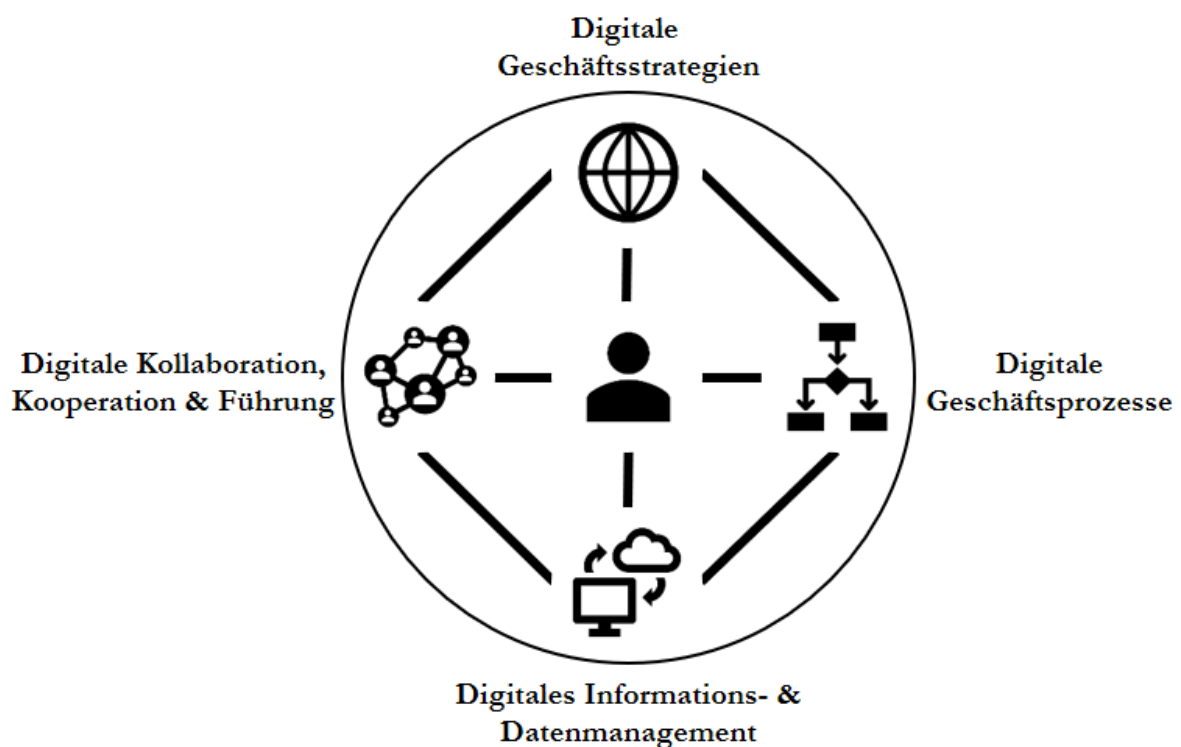 Digitale
Geschäftsstrategien
Digitale Kollaboration,
Kooperation & Führung
Digitale
Geschäftsprozesse
Digitales Informations- &
Datenmanagement